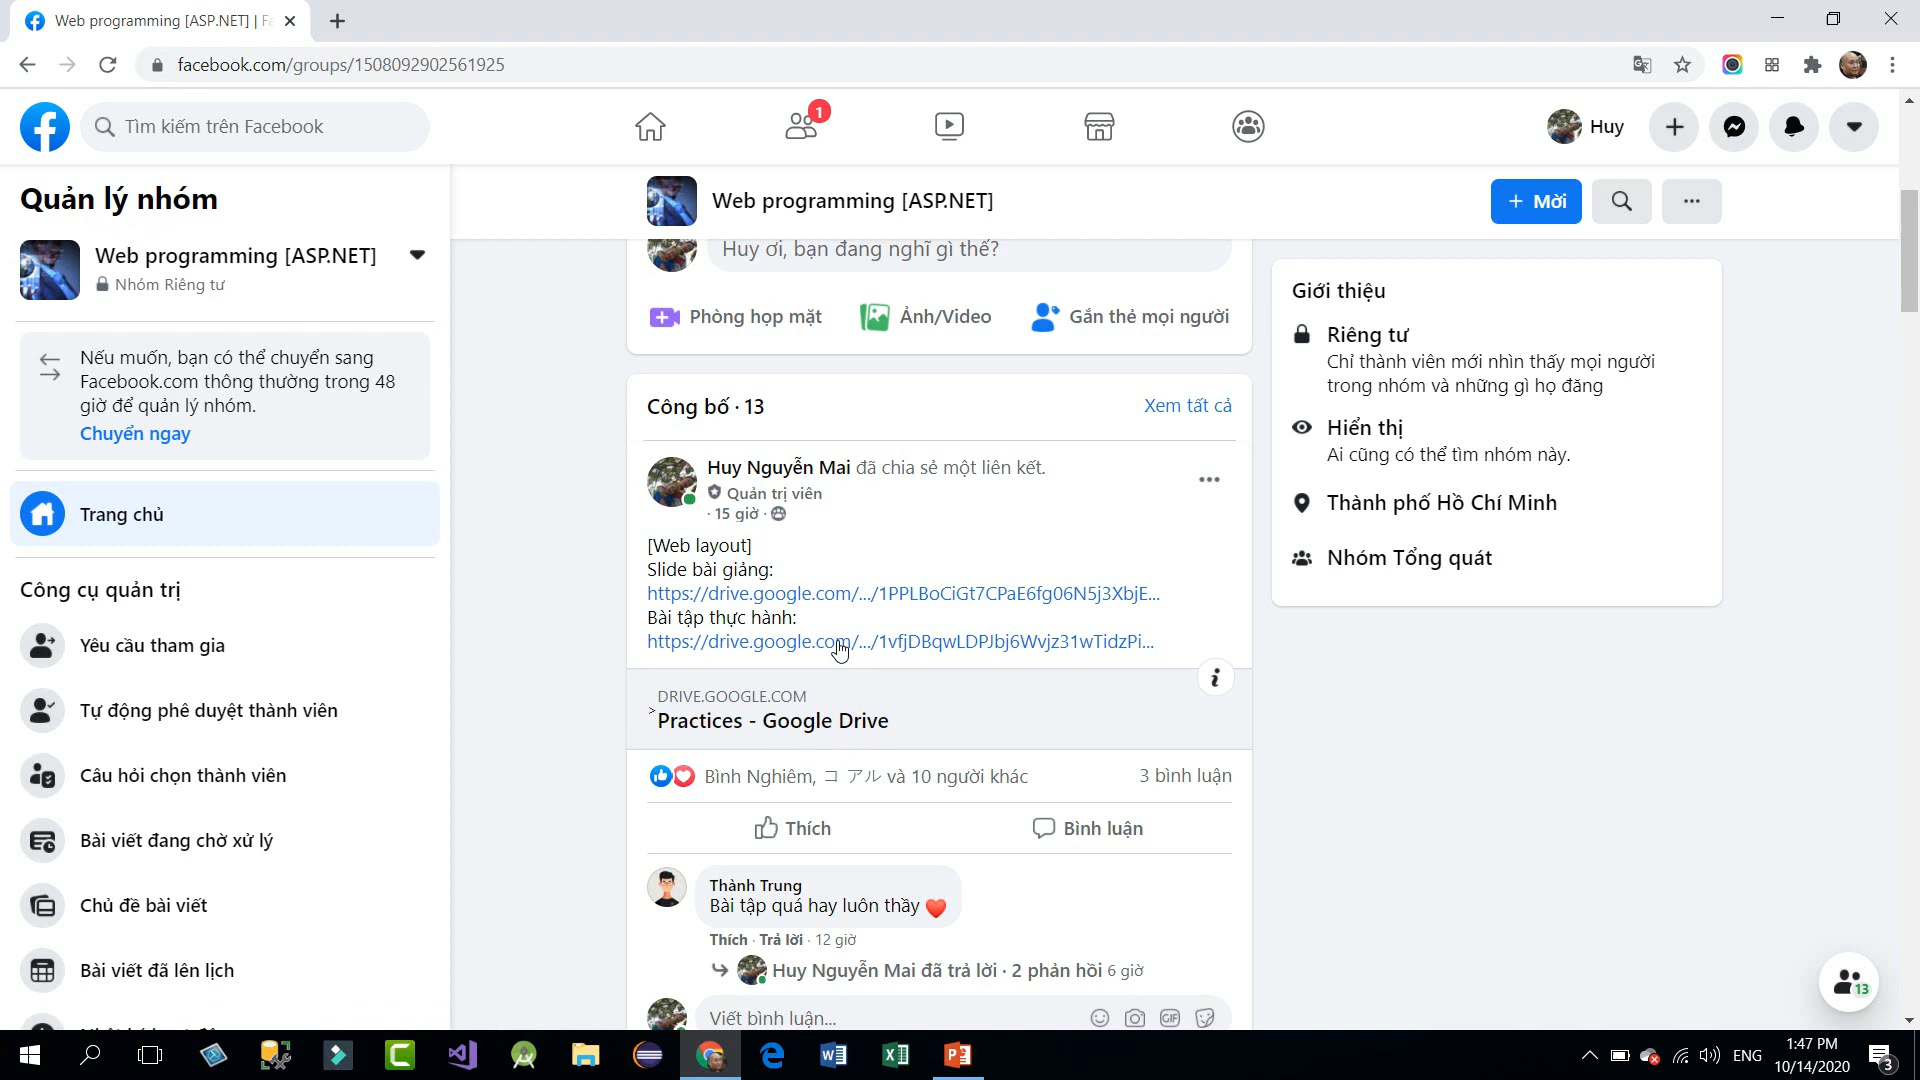 Web programming [ASP.NET] | Fa
facebook.com/groups/1508092902561925
Tìm kiếm trên Facebook
1
Huy
Quản lý nhóm
Web programming [ASP.NET]
Nhóm Riêng tư
Nếu muốn, bạn có thể chuyển sang
Facebook.com thông thường trong 48
giờ để quản lý nhóm.
Chuyển ngay
Trang chủ
Công cụ quản trị
Yêu cầu tham gia
Tự động phê duyệt thành viên
Câu hỏi chọn thành viên
Bài viết đang chờ xử lý
Chủ đề bài viết
Bài viết đã lên lịch
Web programming [ASP.NET]
+ Mời
Huy ơi, bạn đang nghĩ gì thế?
Phòng họp mặt
Ảnh/Video
Gắn thẻ mọi người
Công bố · 13
Xem tất cả
Huy Nguyễn Mai đã chia sẻ một liên kết.
Quản trị viên
· 15 giờ ·
[Web layout]
Slide bài giảng:
https://drive.google.com/.../1PPLBoCiGt7CPaE6fg06N5j3XbjE...
Bài tập thực hành:
https://drive.google.com/.../1vfjDBqwLDPJbj6Wvjz31wTidzPi...
DRIVE.GOOGLE.COM
>Practices - Google Drive
Bình Nghiêm, コ アル và 10 người khác
3 bình luận
Thích
Bình luận
Thành Trung
Bài tập quá hay luôn thầy
Thích · Trả lời · 12 giờ
Huy Nguyễn Mai đã trả lời · 2 phản hồi 6 giờ
Viết bình luận...
GIF
Giới thiệu
Riêng tư
Chỉ thành viên mới nhìn thấy mọi người
trong nhóm và những gì họ đăng
Hiển thị
Ai cũng có thể tìm nhóm này.
Thành phố Hồ Chí Minh
Nhóm Tổng quát
13
ENG
1:47 PM
10/14/2020
3